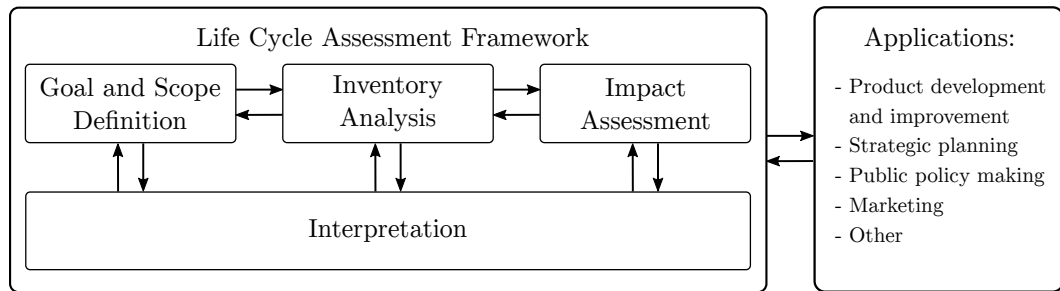 Life Cycle Assessment Framework
Goal and Scope
Definition
Inventory
Analysis
Impact
Assessment
Interpretation
Applications:
- Product development
and improvement
- Strategic planning
- Public policy making
- Marketing
- Other